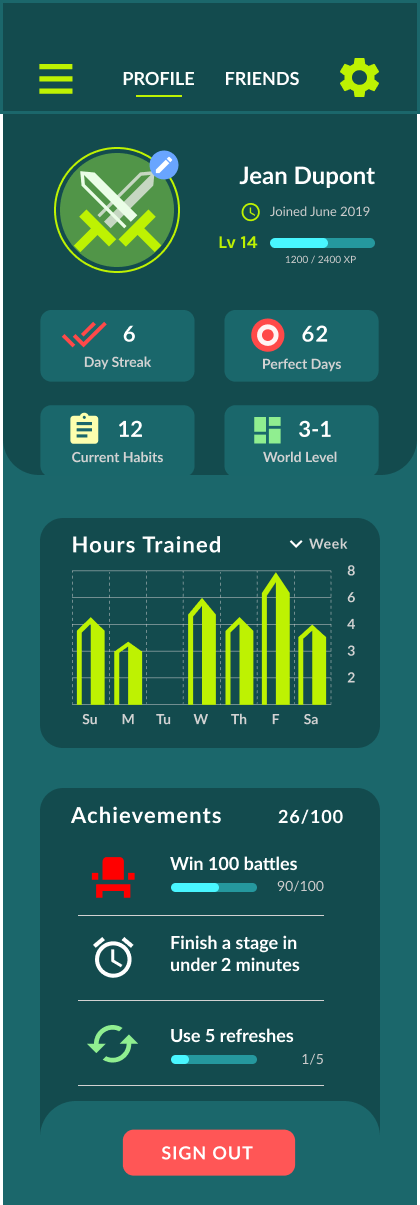 PROFILE FRIENDS
Jean Dupont
Joined June 2019
Lv 14
1200 / 2400 XP
6
Day Streak
62
Perfect Days
12
Current Habits
3-1
World Level
Hours Trained
Week
8
6
4
3
2
Su M Tu W Th F Sa
Achievements 26/100
Win 100 battles
90/100
Finish a stage in
under 2 minutes
Use 5 refreshes
1/5
SIGN OUT